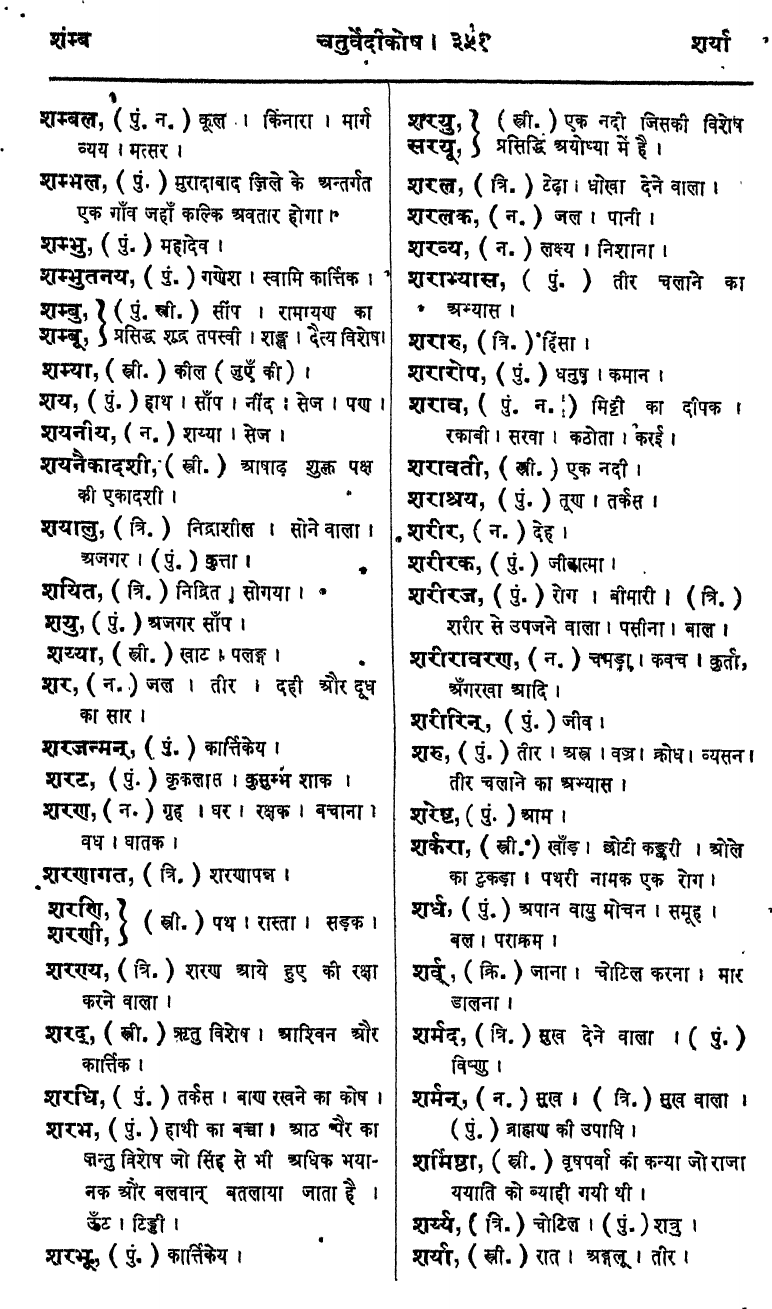 शंम्ब
चतुर्वेदीकोष। ३५१
शर्या
शम्बल, ( पुं. न. ) कूल । किनारा । मार्ग
व्यय । मत्सर ।
शम्भल, ( पुं. ) मुरादाबाद ज़िले के अन्तर्गत
एक गाँव जहाँ कल्कि अवतार होगा।
शम्भु, ( पुं. ) महादेव ।
शम्भुतनय, ( पुं. ) गणेश । स्वामि कार्त्तिक ।
शम्बु, } ( पुं. स्त्री. ) सीप । रामायण का
शम्बू, } प्रसिद्ध शूद्र तपस्वी । शङ्ख । दैत्य विशेष।
शम्या, ( स्त्री. ) कील ( जुएँ की ) ।
शय, ( पुं. ) हाथ । साँप । नींद । सेज । पण ।
शयनीय, ( न. ) शय्या । सेज ।
शयनैकादशी, ( स्त्री. ) आषाढ़ शुक्ल पक्ष
की एकादशी ।
शयालु, ( त्रि. ) निद्राशील । सोने वाला ।
अजगर । ( पुं. ) कुत्ता ।
शयित, ( त्रि. ) निद्रित । सोगया ।
शयु, ( पुं. ) अजगर साँप ।
शय्या, ( स्त्री. ) खाट । पलङ्ग ।
शर, ( न. ) जल । तीर । दही और दूध
का सार ।
शरजन्मन्, ( पुं. ) कार्त्तिकेय ।
शरट, ( पुं. ) कृकलात । कुसुम्भ शाक ।
शरण, ( न. ) गृह । घर । रक्षक । बचाना ।
वध । घातक ।
शरणागत, ( त्रि. ) शरणापन्न ।
शरणि, }
शरणी, } ( स्त्री. ) पथ । रास्ता । सड़क ।
शरण्य, ( त्रि. ) शरण आये हुए की रक्षा
करने वाला ।
शरद्, ( स्त्री. ) ऋतु विशेष । आश्विन और
कार्त्तिक ।
शरधि, ( पुं. ) तर्कस । बाण रखने का कोष ।
शरभ, ( पुं. ) हाथी का बच्चा । आठ पैर का
जन्तु विशेष जो सिंह से भी अधिक भया-
नक और बलवान् बतलाया जाता है ।
ऊँट । टिड्डी ।
शरभू, ( पुं. ) कार्त्तिकेय ।
शरयु, } ( स्त्री. ) एक नदी जिसकी विशेष
सरयू, } प्रसिद्धि अयोध्या में है ।
शरल, ( त्रि. ) टेढ़ा । धोखा देने वाला ।
शरलक, ( न. ) जल । पानी ।
शरव्य, ( न. ) लक्ष्य । निशाना ।
शराभ्यास, ( पुं. ) तीर चलाने का
अभ्यास ।
शरारु, ( त्रि. ) हिंसा ।
शरारोप, ( पुं. ) धनुष । कमान ।
शराव, ( पुं. न. ) मिट्टी का दीपक ।
रकाबी । सरवा । कठोता । करई ।
शरावती, ( स्त्री. ) एक नदी ।
शराश्रय, ( पुं. ) तूण । तर्कस ।
शरीर, ( न. ) देह ।
शरीरक, ( पुं. ) जीवात्मा ।
शरीरज, ( पुं. ) रोग । बीमारी । ( त्रि. )
शरीर से उपजने वाला । पसीना । बाल ।
शरीरावरण, ( न. ) चमड़ा । कवच । कुर्ता,
अँगरखा आदि ।
शरीरिन्, ( पुं. ) जीव ।
शरु, ( पुं. ) तीर । अस्त्र । वज्र । क्रोध । व्यसन ।
तीर चलाने का अभ्यास ।
शरेष्ट, ( पुं. ) आम ।
शर्करा, ( स्त्री. ) खाँड़ । छोटी कङ्करी । ओले
का टुकड़ा । पथरी नामक एक रोग ।
शर्ध, ( पुं. ) अपान वायु मोचन । समूह ।
बल । पराक्रम ।
शर्व्, ( क्रि. ) जाना । चोटिल करना । मार
डालना ।
शर्मद, ( त्रि. ) सुख देने वाला । ( पुं. )
विष्णु ।
शर्मन्, ( न. ) सुख । ( त्रि. ) सुख वाला ।
( पुं. ) ब्राह्मण की उपाधि ।
शर्मिष्ठा, ( स्त्री. ) वृषपर्वा की कन्या जो राजा
ययाति को ब्याही गयी थी ।
शर्य्य, ( त्रि. ) चोटिल । ( पुं. ) शत्रु ।
शर्या, ( स्त्री. ) रात । अङ्गलू । तीर ।